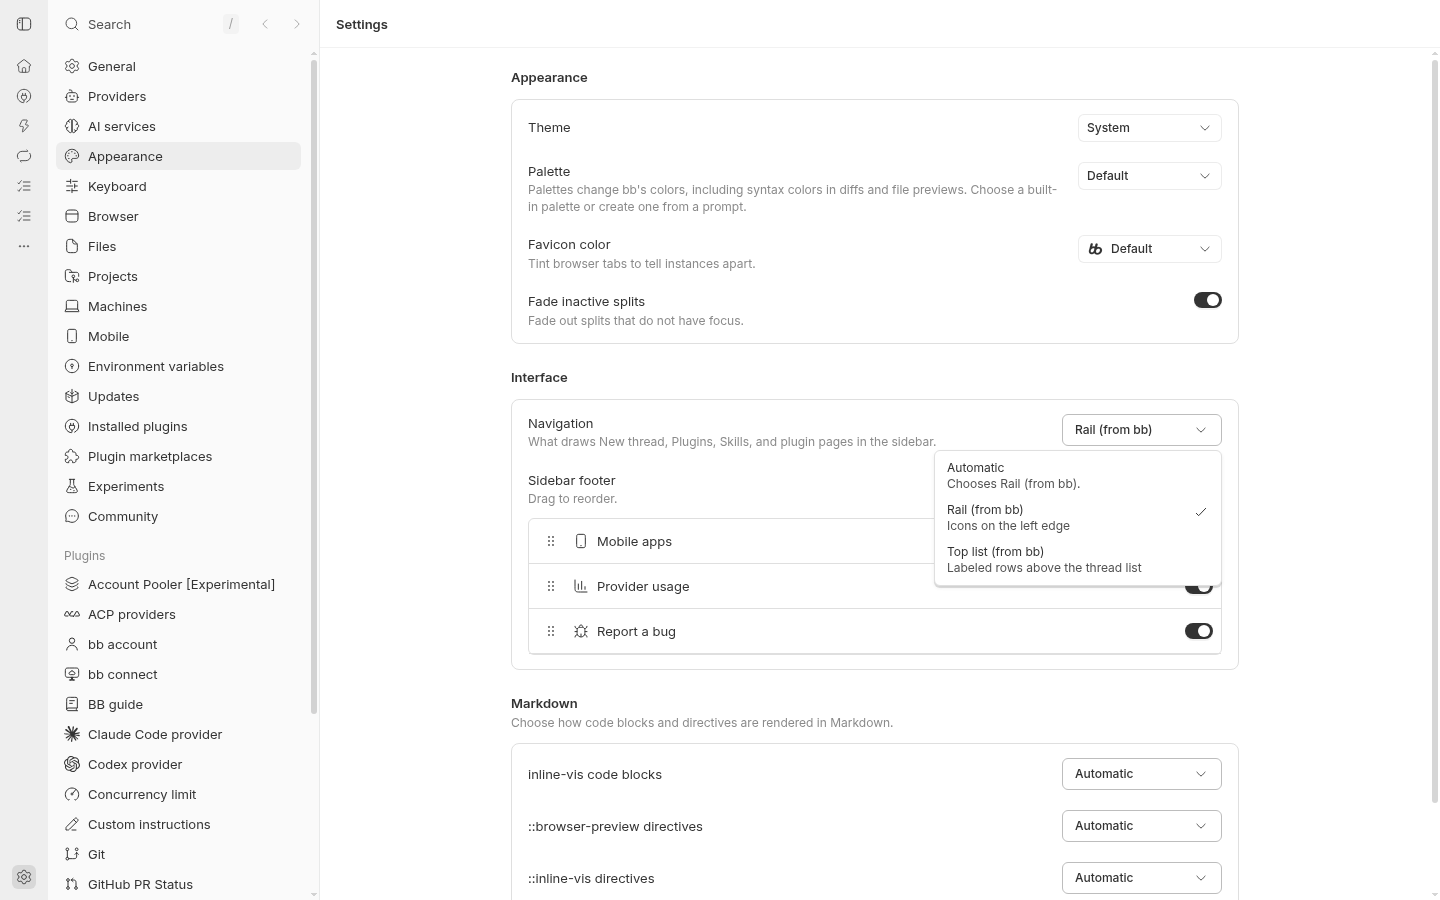 Search
/
General
Providers
AI services
Appearance
Keyboard
Browser
Files
Projects
Machines
Mobile
Environment variables
Updates
Installed plugins
Plugin marketplaces
Experiments
Community
Plugins
Account Pooler [Experimental]
ACP providers
bb account
bb connect
BB guide
Claude Code provider
Codex provider
Concurrency limit
Custom instructions
Git
GitHub PR Status
Settings
Appearance
Theme
System
Palette
Palettes change bb's colors, including syntax colors in diffs and file previews. Choose a built-
in palette or create one from a prompt.
Default
Favicon color
Tint browser tabs to tell instances apart.
bb Default
Fade inactive splits
Fade out splits that do not have focus.
Interface
Navigation
What draws New thread, Plugins, Skills, and plugin pages in the sidebar.
Rail (from bb)
Automatic
Chooses Rail (from bb).
Rail (from bb)
Icons on the left edge
Top list (from bb)
Labeled rows above the thread list
Sidebar footer
Drag to reorder.
Mobile apps
Provider usage
Report a bug
Markdown
Choose how code blocks and directives are rendered in Markdown.
inline-vis code blocks
Automatic
::browser-preview directives
Automatic
::inline-vis directives
Automatic